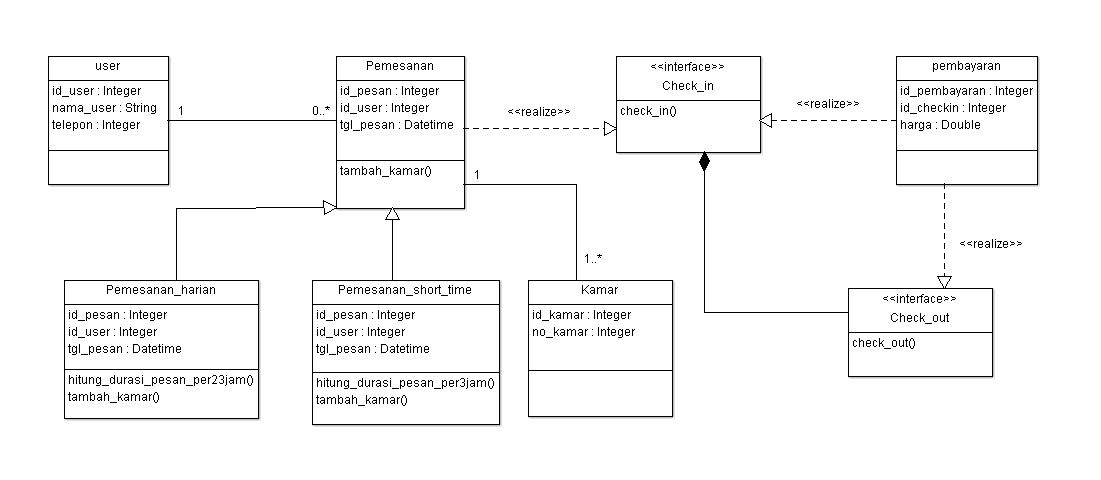 user
id_user : Integer
nama_user : String
telepon : Integer
1
0..*
Pemesanan
id_pesan : Integer
id_user : Integer
tgl_pesan : Datetime
tambah_kamar()
<<realize>>
<<interface>>
Check_in
check_in()
<<realize>>
pembayaran
id_pembayaran : Integer
id_checkin : Integer
harga : Double
1
1..*
<<realize>>
Pemesanan_harian
id_pesan : Integer
id_user : Integer
tgl_pesan : Datetime
hitung_durasi_pesan_per23jam()
tambah_kamar()
Pemesanan_short_time
id_pesan : Integer
id_user : Integer
tgl_pesan : Datetime
hitung_durasi_pesan_per3jam()
tambah_kamar()
Kamar
id_kamar : Integer
no_kamar : Integer
<<interface>>
Check_out
check_out()